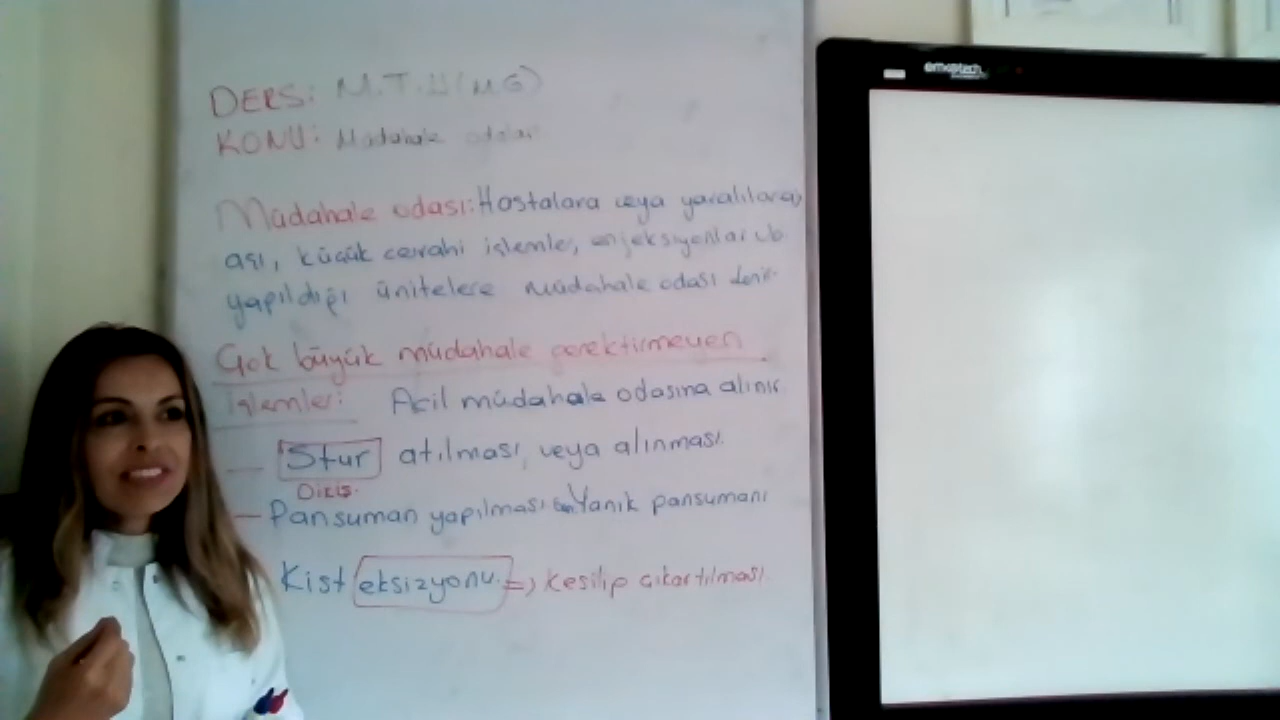 emaptech
DERS: M.T.U(MG)
KONU: Müdahale odaları
Müdahale odası: Hastalara veya yaralılara,
aşı, küçük cerrahi işlemler, enjeksiyonlar vb.
yapıldığı ünitelere müdahale odası denir.
Çok büyük müdahale gerektirmeyen
işlemler: Acil müdahale odasına alınır.
— Stur atılması, veya alınması.
Dikiş.
— Pansuman yapılması Yanık pansumanı
Kist eksizyonu. => kesilip çıkartılması.